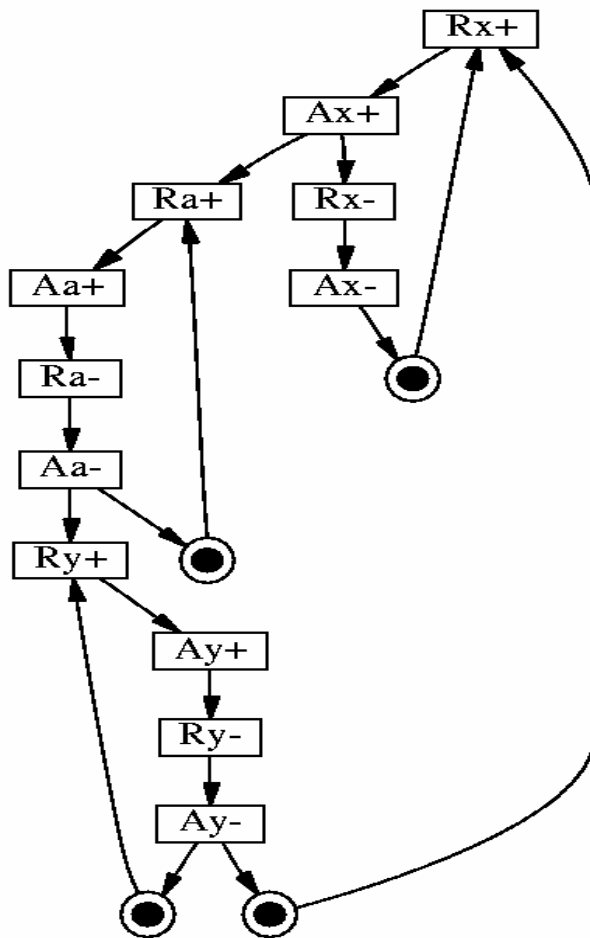 Rx+
Ax+
Ra+
Rx-
Aa+
Ax-
Ra-
Aa-
Ry+
Ay+
Ry-
Ay-